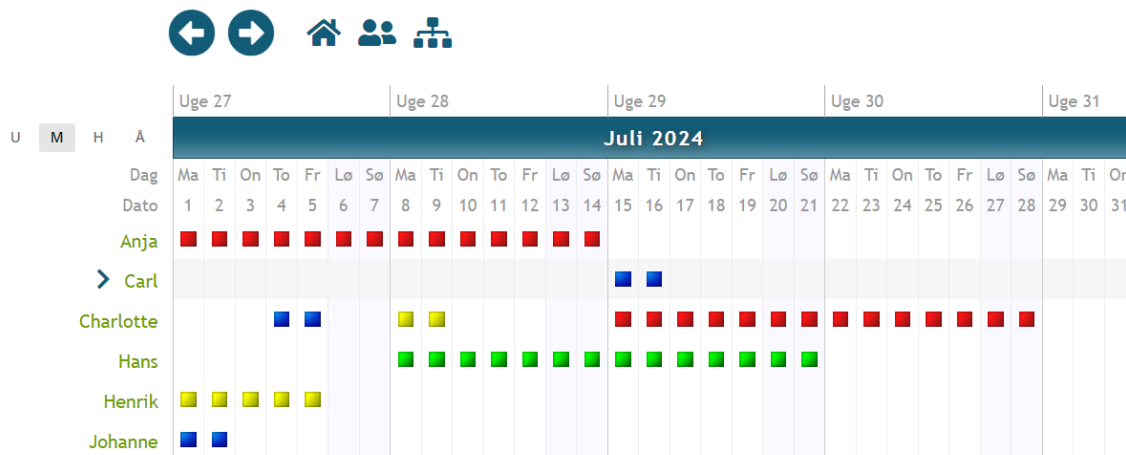 Uge 27 Uge 28 Uge 29 Uge 30 Uge 31
U M H Å Juli 2024
Dag Ma Ti On To Fr Lø Sø Ma Ti On To Fr Lø Sø Ma Ti On To Fr Lø Sø Ma Ti On To Fr Lø Sø Ma Ti On
Dato 1 2 3 4 5 6 7 8 9 10 11 12 13 14 15 16 17 18 19 20 21 22 23 24 25 26 27 28 29 30 31
Anja
Carl
Charlotte
Hans
Henrik
Johanne